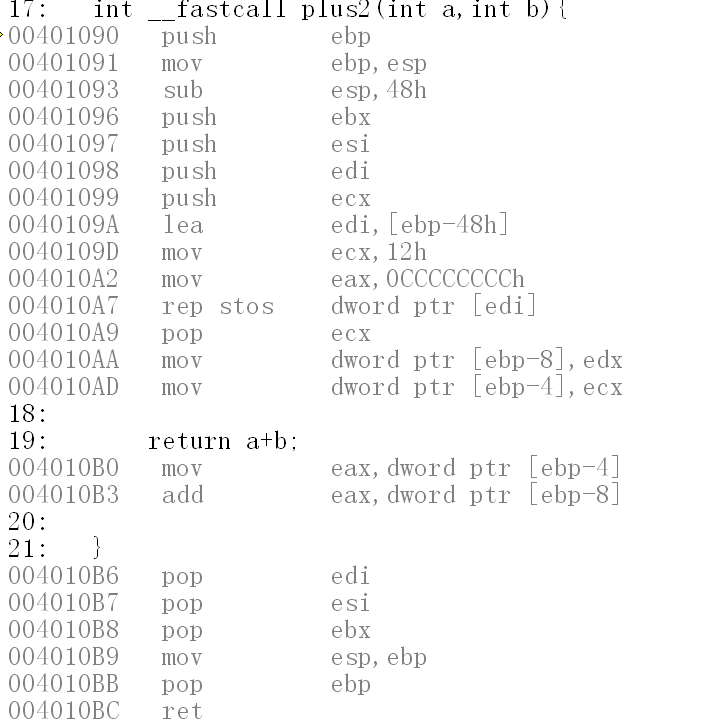 17:   int __fastcall plus2(int a,int b){
00401090   push        ebp
00401091   mov         ebp,esp
00401093   sub         esp,48h
00401096   push        ebx
00401097   push        esi
00401098   push        edi
00401099   push        ecx
0040109A   lea         edi,[ebp-48h]
0040109D   mov         ecx,12h
004010A2   mov         eax,0CCCCCCCCh
004010A7   rep stos    dword ptr [edi]
004010A9   pop         ecx
004010AA   mov         dword ptr [ebp-8],edx
004010AD   mov         dword ptr [ebp-4],ecx
18:
19:       return a+b;
004010B0   mov         eax,dword ptr [ebp-4]
004010B3   add         eax,dword ptr [ebp-8]
20:
21:   }
004010B6   pop         edi
004010B7   pop         esi
004010B8   pop         ebx
004010B9   mov         esp,ebp
004010BB   pop         ebp
004010BC   ret